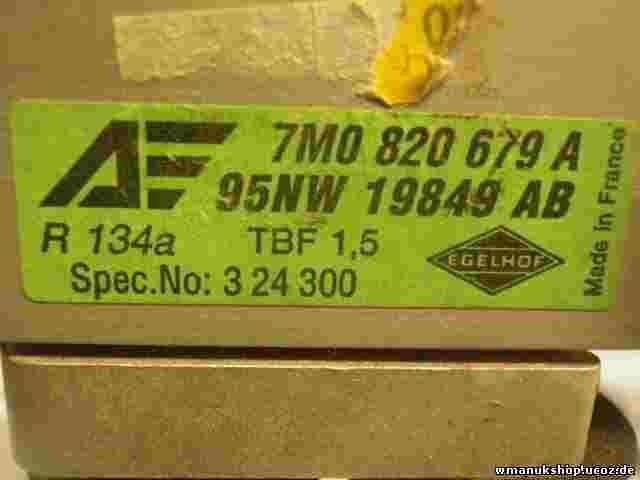 AE
7M0 820 679 A
95NW 19849 AB
R 134a TBF 1,5
EGELHOF
Spec.No: 3 24 300
Made in France
wmanukshop.ucoz.de